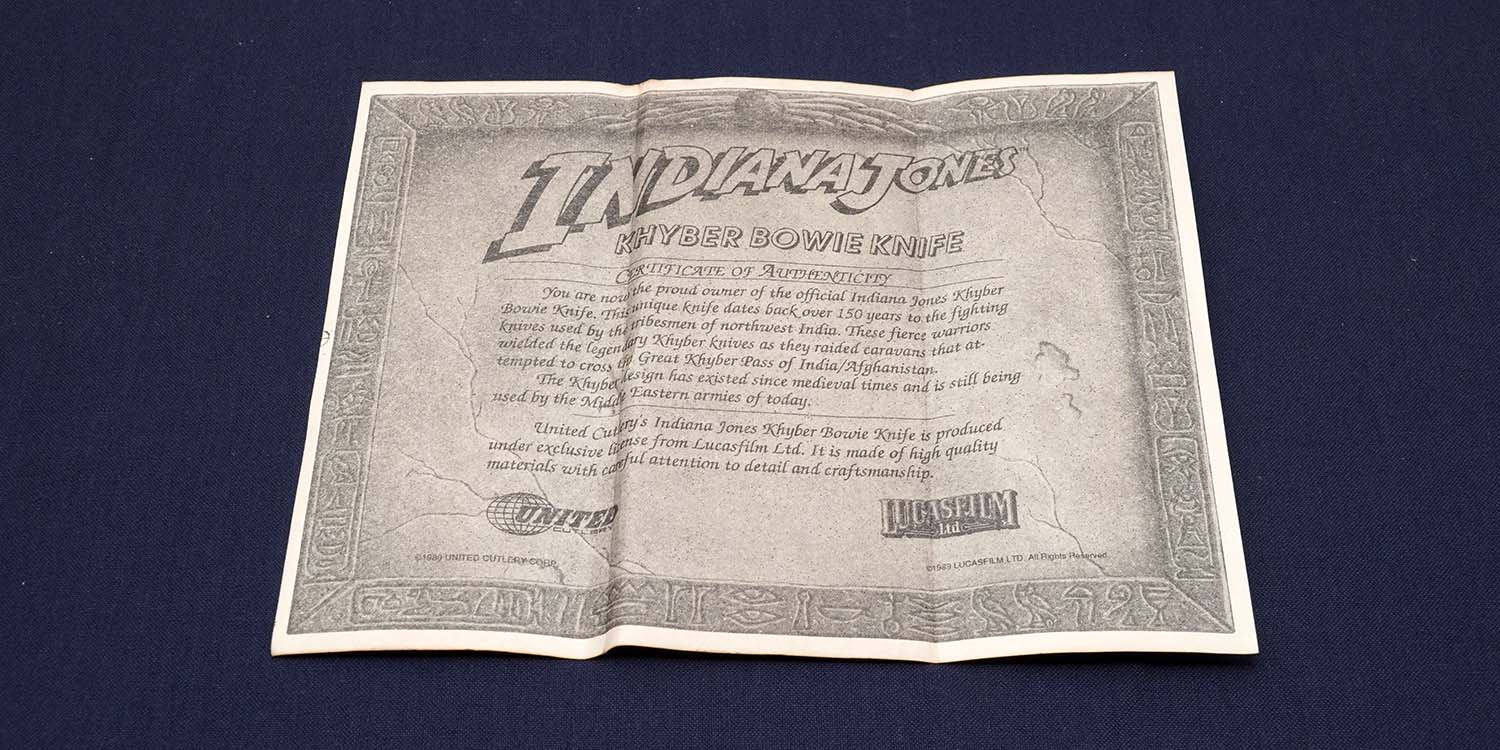 INDIANA JONES™
KHYBER BOWIE KNIFE
CERTIFICATE OF AUTHENTICITY
You are now the proud owner of the official Indiana Jones Khyber
Bowie Knife. This unique knife dates back over 150 years to the fighting
knives used by the tribesmen of northwest India. These fierce warriors
wielded the legendary Khyber knives as they raided caravans that at-
tempted to cross the Great Khyber Pass of India/Afghanistan.
The Khyber design has existed since medieval times and is still being
used by the Middle Eastern armies of today.
United Cutlery's Indiana Jones Khyber Bowie Knife is produced
under exclusive license from Lucasfilm Ltd. It is made of high quality
materials with careful attention to detail and craftsmanship.
UNITED
LUCASFILM
Ltd.
©1989 UNITED CUTLERY CORP.
©1989 LUCASFILM LTD. All Rights Reserved.